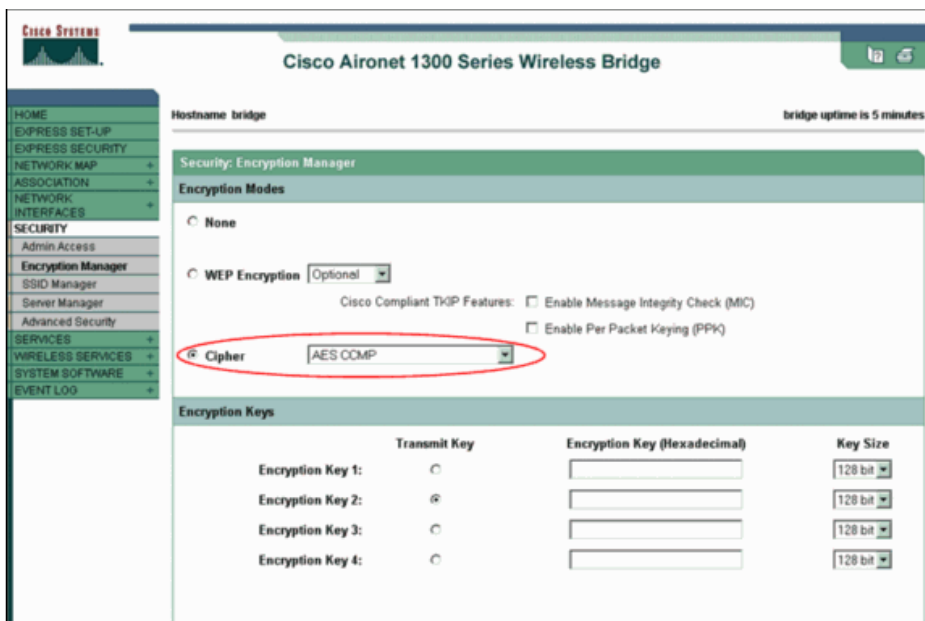 CISCO SYSTEMS
Cisco Aironet 1300 Series Wireless Bridge
HOME
EXPRESS SET-UP
EXPRESS SECURITY
NETWORK MAP +
ASSOCIATION +
NETWORK
INTERFACES +
SECURITY
Admin Access
Encryption Manager
SSID Manager
Server Manager
Advanced Security
SERVICES +
WIRELESS SERVICES +
SYSTEM SOFTWARE +
EVENT LOG +
Hostname bridge
bridge uptime is 5 minutes
Security: Encryption Manager
Encryption Modes
None
WEP Encryption Optional
Cisco Compliant TKIP Features: Enable Message Integrity Check (MIC)
Enable Per Packet Keying (PPK)
Cipher AES CCMP
Encryption Keys
Transmit Key Encryption Key (Hexadecimal) Key Size
Encryption Key 1: 128 bit
Encryption Key 2: 128 bit
Encryption Key 3: 128 bit
Encryption Key 4: 128 bit